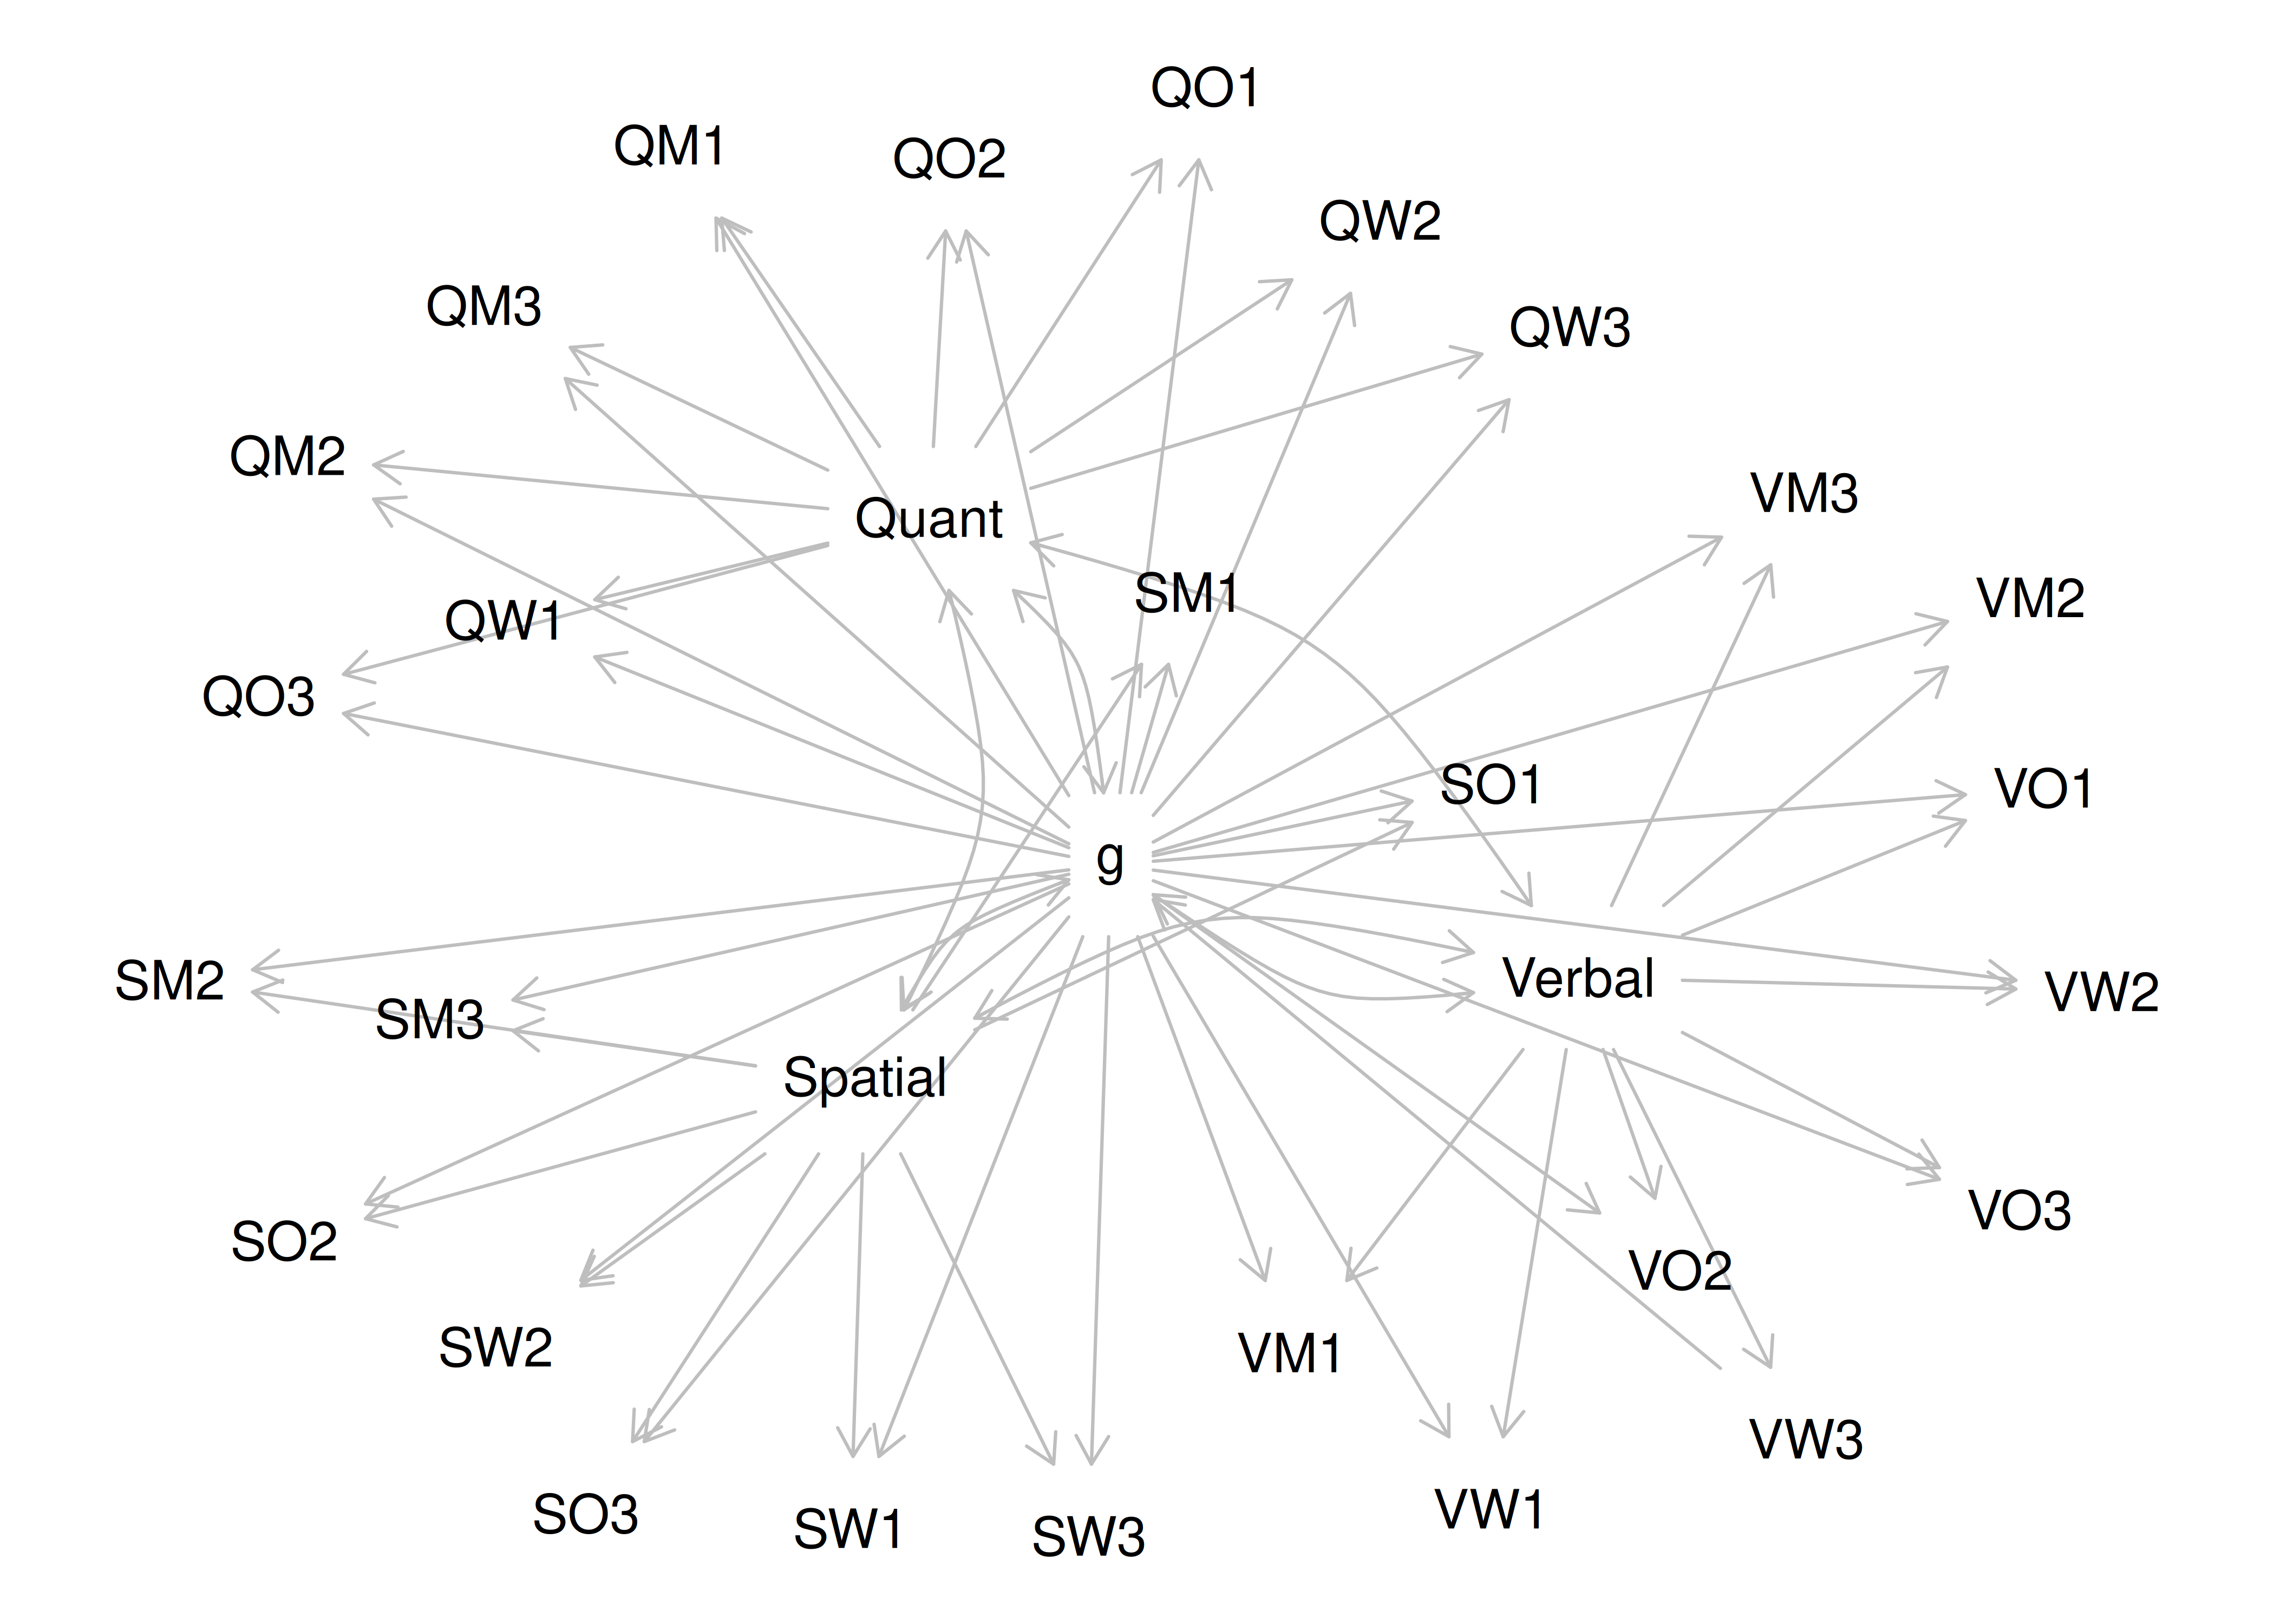 QO1
QM1
QO2
QW2
QM3
QW3
QM2
VM3
Quant
SM1
VM2
QW1
QO3
SO1
VO1
g
SM2
Verbal
VW2
SM3
Spatial
VO3
SO2
VO2
SW2
VM1
VW3
SO3
SW1
VW1
SW3